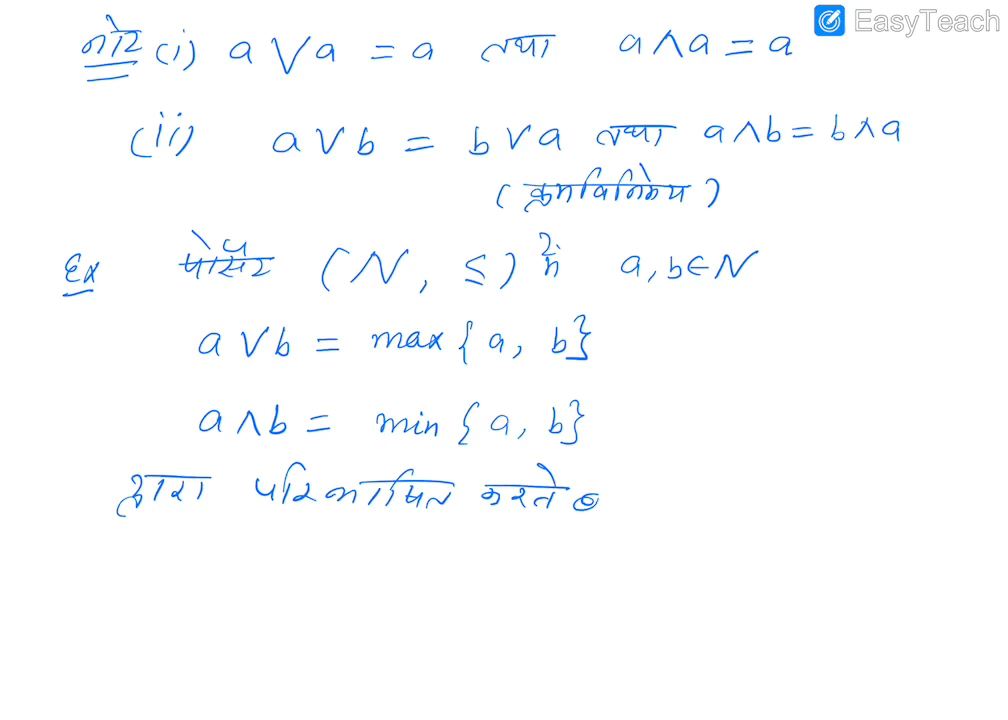 EasyTeach
नोट (i) a ∨ a = a तथा a ∧ a = a
(ii) a ∨ b = b ∨ a तथा a ∧ b = b ∧ a
(क्रमविनिमेय)
Ex पोसेट (N, ≤) में a, b ∈ N
a ∨ b = max {a, b}
a ∧ b = min {a, b}
द्वारा परिभाषित करते